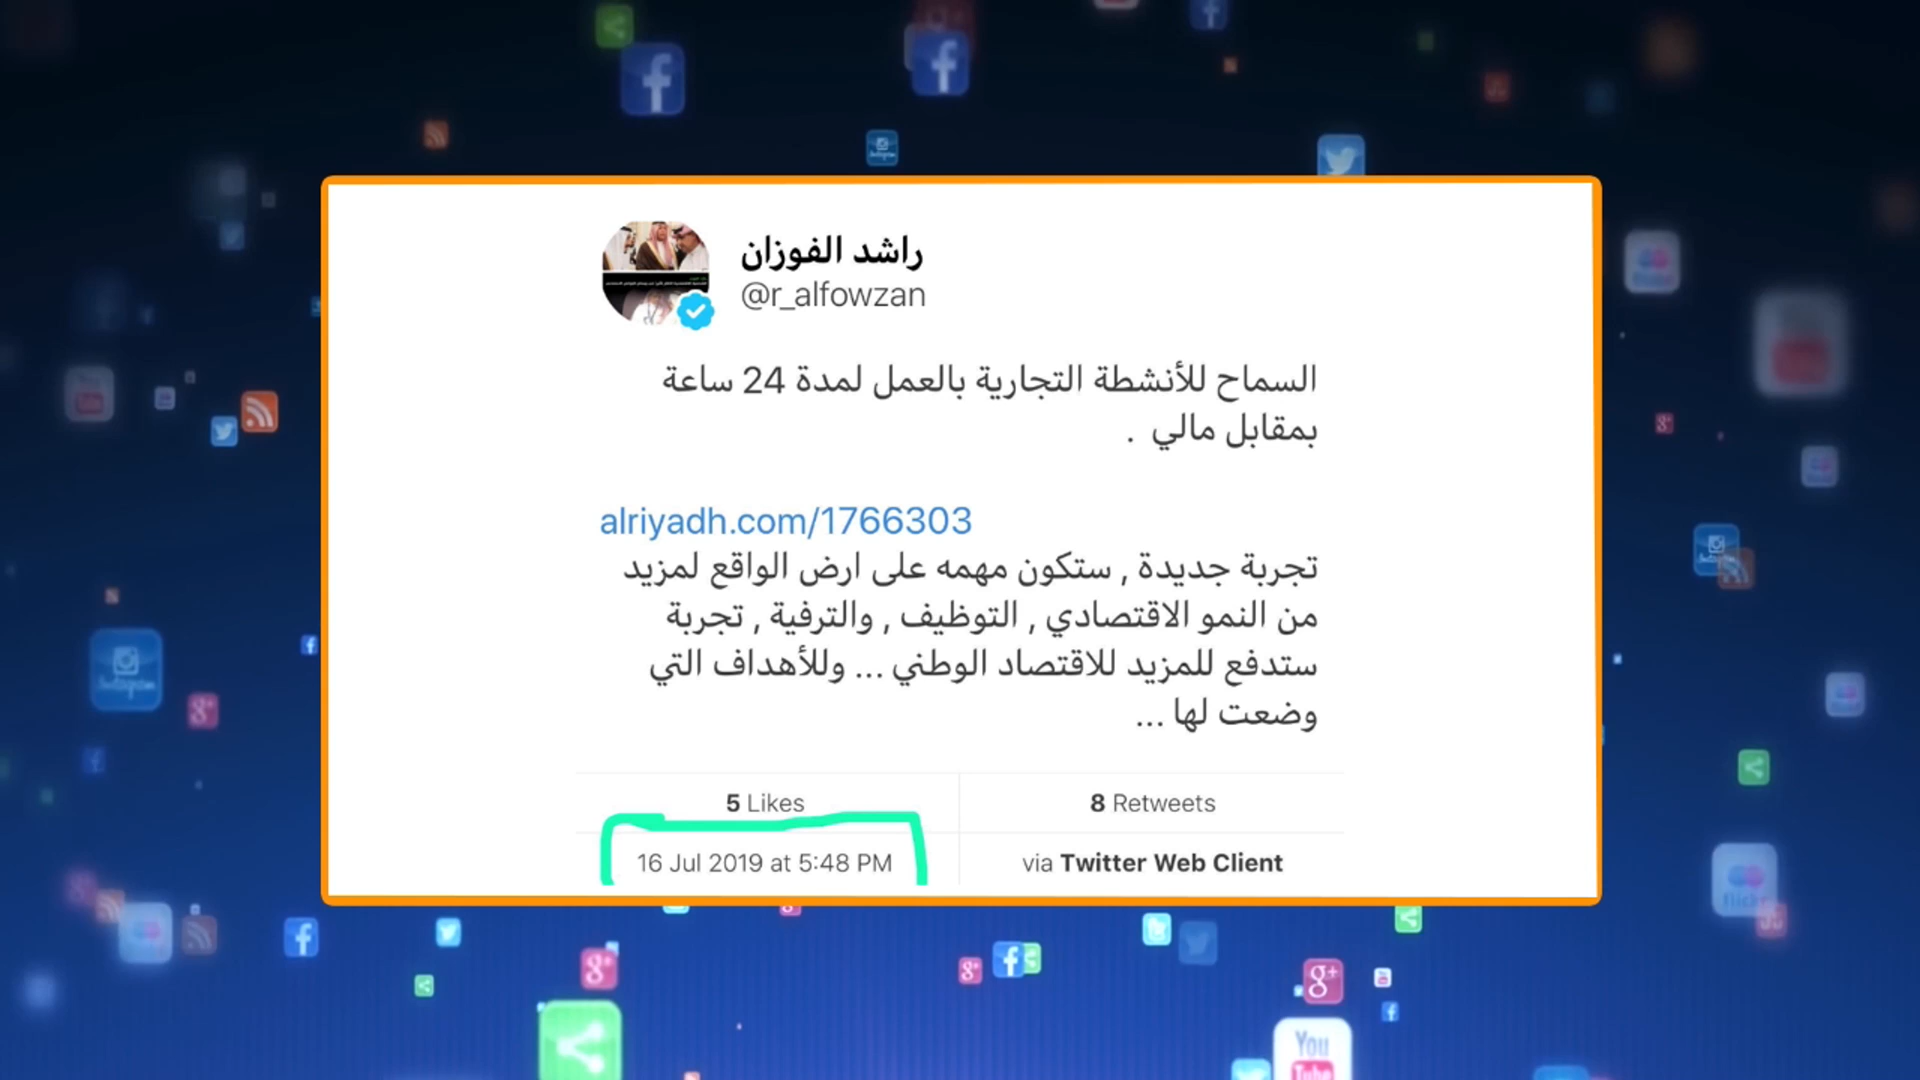 راشد الفوزان
@r_alfowzan
السماح للأنشطة التجارية بالعمل لمدة 24 ساعة
بمقابل مالي .
alriyadh.com/1766303
تجربة جديدة , ستكون مهمه على ارض الواقع لمزيد
من النمو الاقتصادي , التوظيف , والترفية , تجربة
ستدفع للمزيد للاقتصاد الوطني ... وللأهداف التي
وضعت لها ...
5 Likes
8 Retweets
16 Jul 2019 at 5:48 PM
via Twitter Web Client
You
Tube